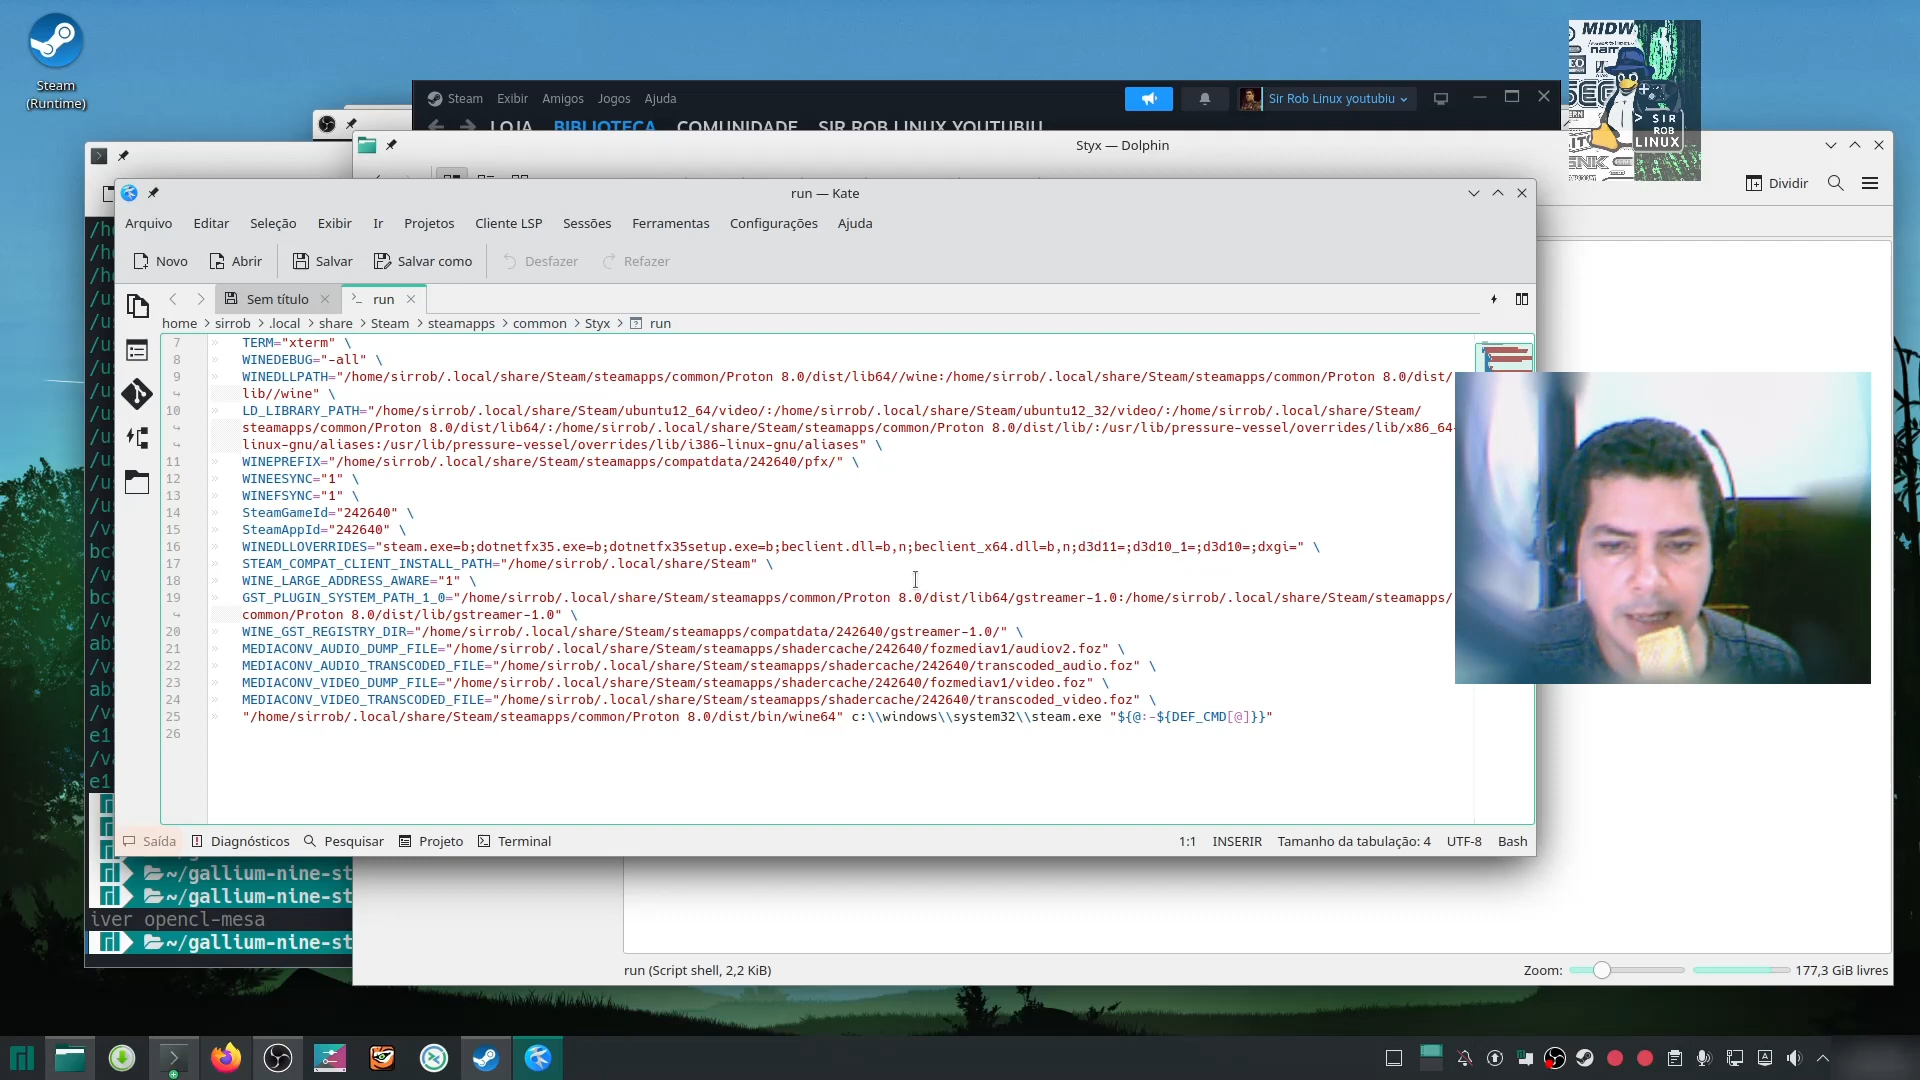 Steam
(Runtime)
Steam Exibir Amigos Jogos Ajuda
Sir Rob Linux youtubiu
LOJA BIBLIOTECA COMUNIDADE SIR ROB LINUX YOUTUBIU
MIDW
> SIR
ROB
LINUX
Styx — Dolphin
Dividir
run — Kate
Arquivo Editar Seleção Exibir Ir Projetos Cliente LSP Sessões Ferramentas Configurações Ajuda
Novo Abrir Salvar Salvar como Desfazer Refazer
Sem título run
home > sirrob > .local > share > Steam > steamapps > common > Styx > run
7 TERM="xterm" \
8 WINEDEBUG="-all" \
9 WINEDLLPATH="/home/sirrob/.local/share/Steam/steamapps/common/Proton 8.0/dist/lib64//wine:/home/sirrob/.local/share/Steam/steamapps/common/Proton 8.0/dist/
lib//wine" \
10 LD_LIBRARY_PATH="/home/sirrob/.local/share/Steam/ubuntu12_64/video/:/home/sirrob/.local/share/Steam/ubuntu12_32/video/:/home/sirrob/.local/share/Steam/
steamapps/common/Proton 8.0/dist/lib64/:/home/sirrob/.local/share/Steam/steamapps/common/Proton 8.0/dist/lib/:/usr/lib/pressure-vessel/overrides/lib/x86_64-
linux-gnu/aliases:/usr/lib/pressure-vessel/overrides/lib/i386-linux-gnu/aliases" \
11 WINEPREFIX="/home/sirrob/.local/share/Steam/steamapps/compatdata/242640/pfx/" \
12 WINEESYNC="1" \
13 WINEFSYNC="1" \
14 SteamGameId="242640" \
15 SteamAppId="242640" \
16 WINEDLLOVERRIDES="steam.exe=b;dotnetfx35.exe=b;dotnetfx35setup.exe=b;beclient.dll=b,n;beclient_x64.dll=b,n;d3d11=;d3d10_1=;d3d10=;dxgi=" \
17 STEAM_COMPAT_CLIENT_INSTALL_PATH="/home/sirrob/.local/share/Steam" \
18 WINE_LARGE_ADDRESS_AWARE="1" \
19 GST_PLUGIN_SYSTEM_PATH_1_0="/home/sirrob/.local/share/Steam/steamapps/common/Proton 8.0/dist/lib64/gstreamer-1.0:/home/sirrob/.local/share/Steam/steamapps/
common/Proton 8.0/dist/lib/gstreamer-1.0" \
20 WINE_GST_REGISTRY_DIR="/home/sirrob/.local/share/Steam/steamapps/compatdata/242640/gstreamer-1.0/" \
21 MEDIACONV_AUDIO_DUMP_FILE="/home/sirrob/.local/share/Steam/steamapps/shadercache/242640/fozmediav1/audiov2.foz" \
22 MEDIACONV_AUDIO_TRANSCODED_FILE="/home/sirrob/.local/share/Steam/steamapps/shadercache/242640/transcoded_audio.foz" \
23 MEDIACONV_VIDEO_DUMP_FILE="/home/sirrob/.local/share/Steam/steamapps/shadercache/242640/fozmediav1/video.foz" \
24 MEDIACONV_VIDEO_TRANSCODED_FILE="/home/sirrob/.local/share/Steam/steamapps/shadercache/242640/transcoded_video.foz" \
25 "/home/sirrob/.local/share/Steam/steamapps/common/Proton 8.0/dist/bin/wine64" c:\\windows\\system32\\steam.exe "${@:-${DEF_CMD[@]}}"
26
Saída Diagnósticos Pesquisar Projeto Terminal
1:1 INSERIR Tamanho da tabulação: 4 UTF-8 Bash
~/gallium-nine-st
~/gallium-nine-st
iver opencl-mesa
~/gallium-nine-st
run (Script shell, 2,2 KiB)
Zoom: 177,3 GiB livres